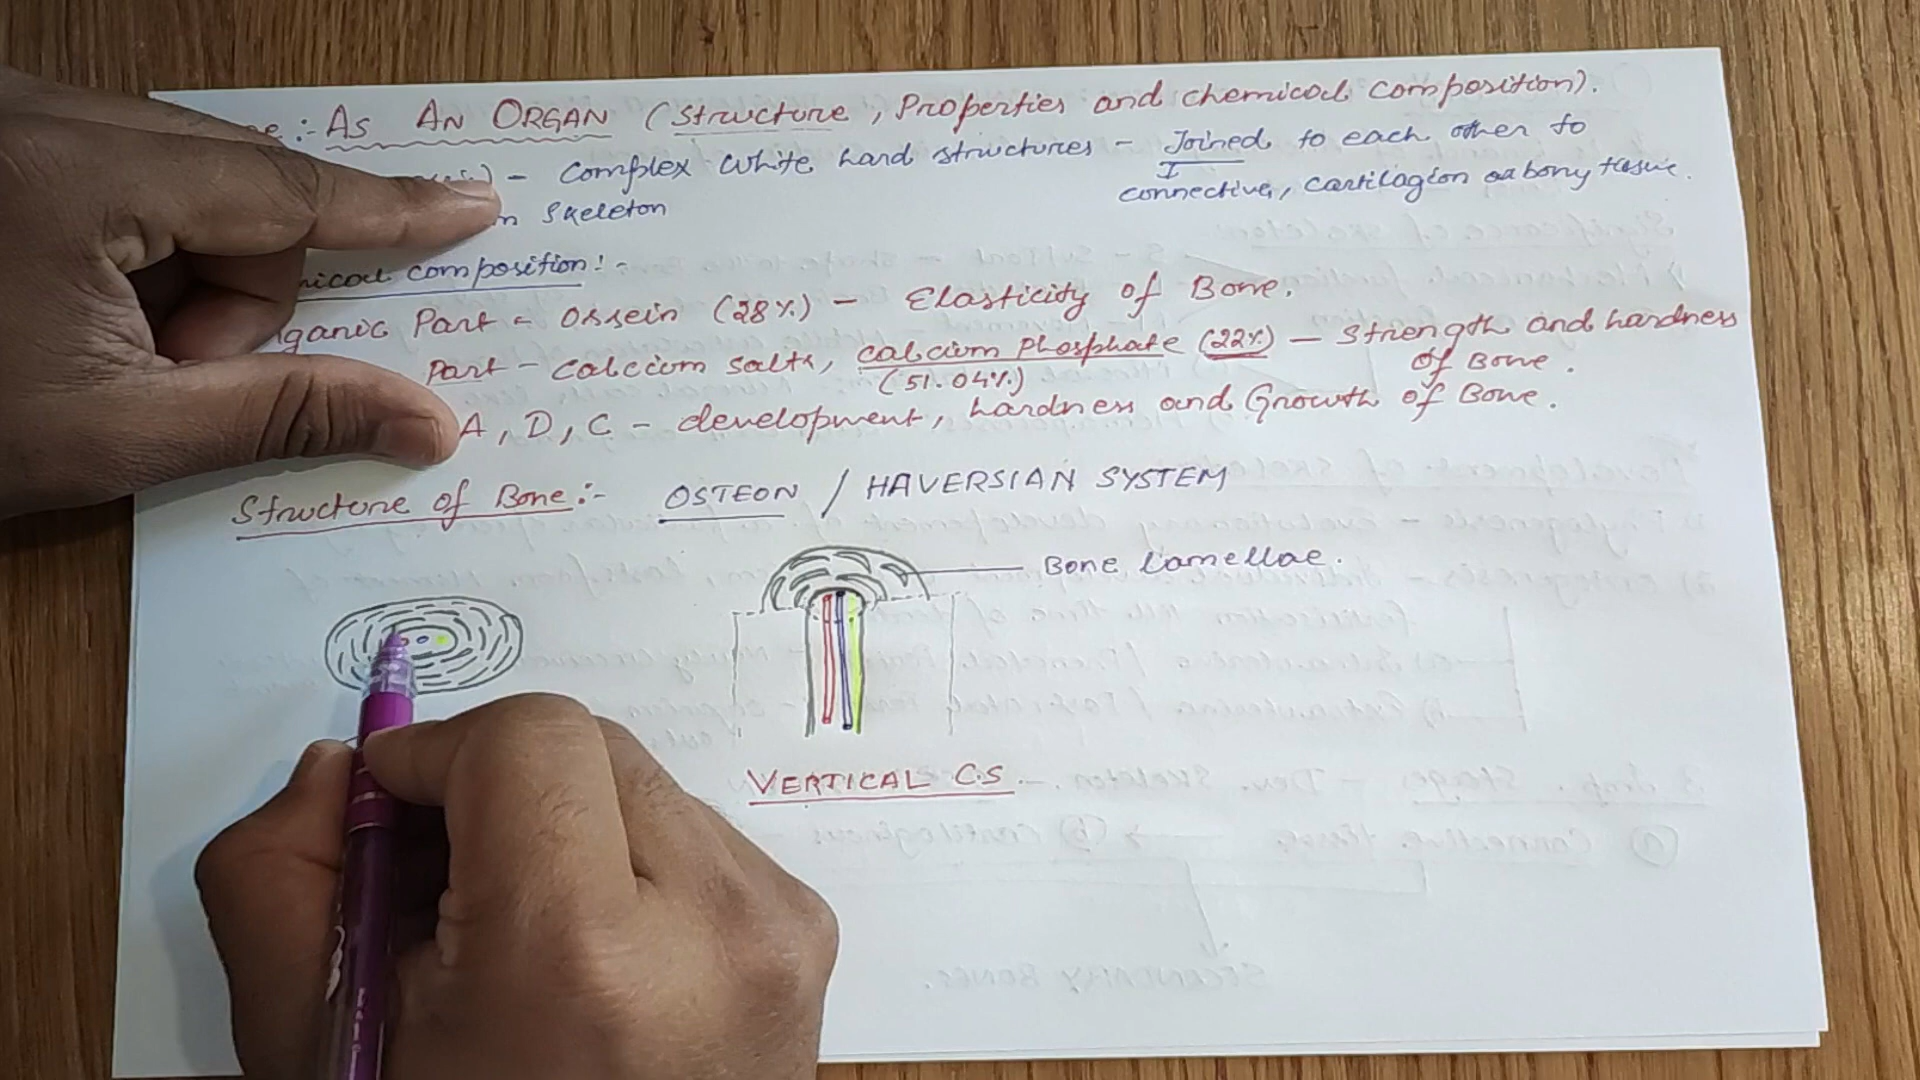 :- AS AN ORGAN (Structure, Properties and chemical composition).
- Complex white hard structures - Joined to each other to
I connective, cartilagion oa bony tissue.
Skeleton
composition:-
Part - Ossein (28%) - Elasticity of Bone.
Part - calcium salts, calcium Phosphate (22%) - Strength and hardness
(51.04%) of Bone.
A, D, C - development, hardness and Growth of Bone.
Structure of Bone:- OSTEON / HAVERSIAN SYSTEM
Bone lamellae.
VERTICAL C.S.